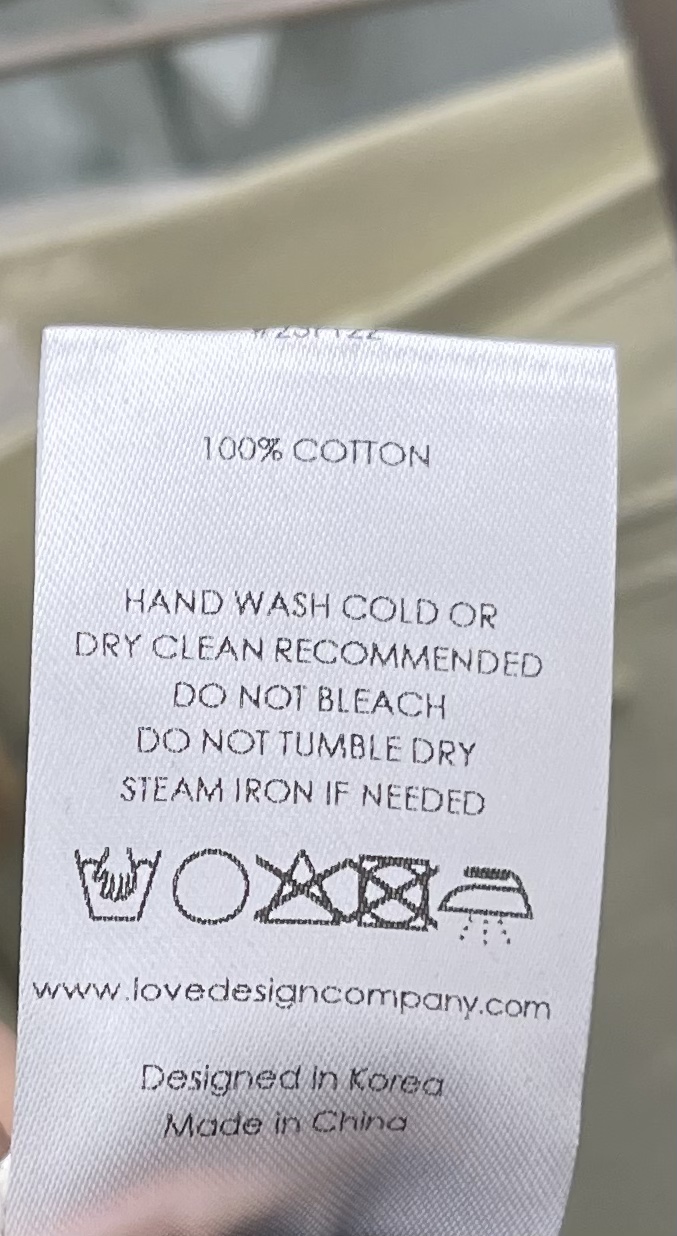 100% COTTON
HAND WASH COLD OR
DRY CLEAN RECOMMENDED
DO NOT BLEACH
DO NOT TUMBLE DRY
STEAM IRON IF NEEDED
www.lovedesigncompany.com
Designed in Korea
Made in China